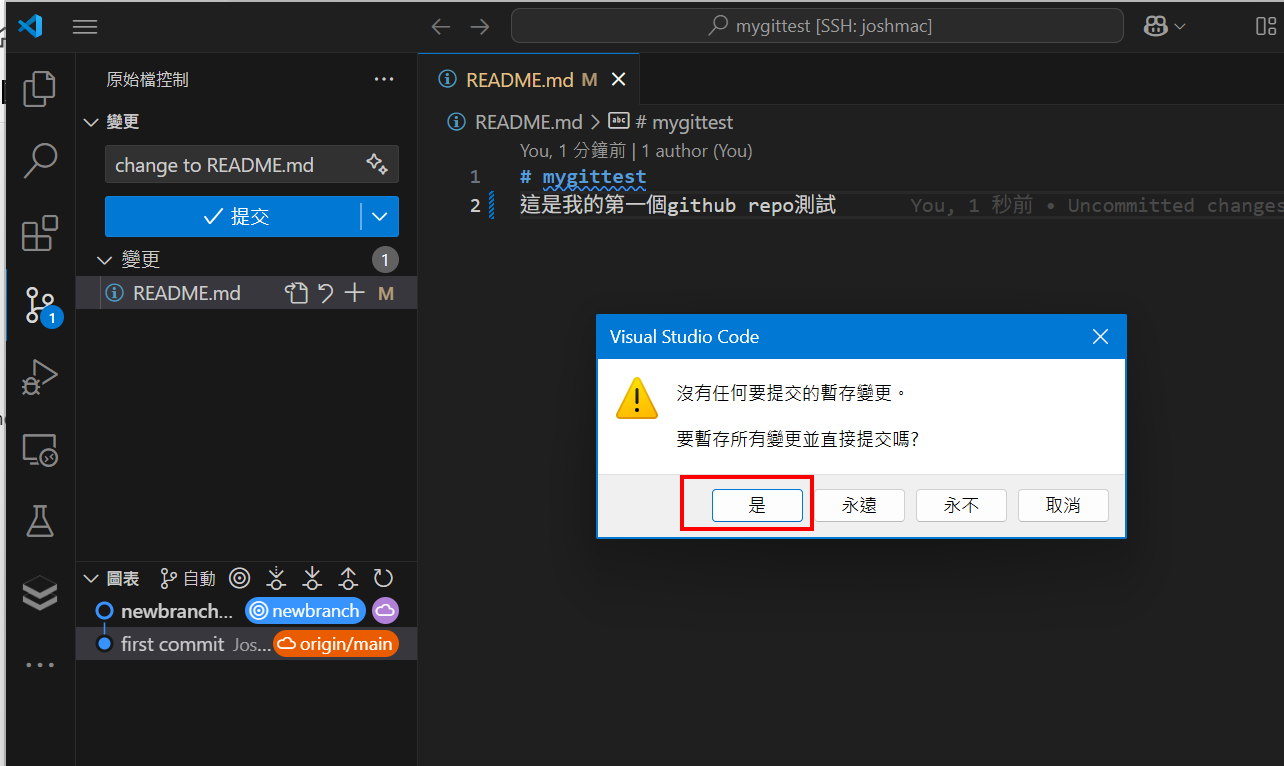 mygittest [SSH: joshmac]
原始檔控制
變更
change to README.md
提交
變更
1
README.md
M
1
圖表
自動
newbranch...
newbranch
first commit Jos...
origin/main
README.md M
README.md > # mygittest
You, 1 分鐘前 | 1 author (You)
1 # mygittest
2 這是我的第一個github repo測試 You, 1 秒前 • Uncommitted changes
Visual Studio Code
沒有任何要提交的暫存變更。
要暫存所有變更並直接提交嗎?
是
永遠
永不
取消